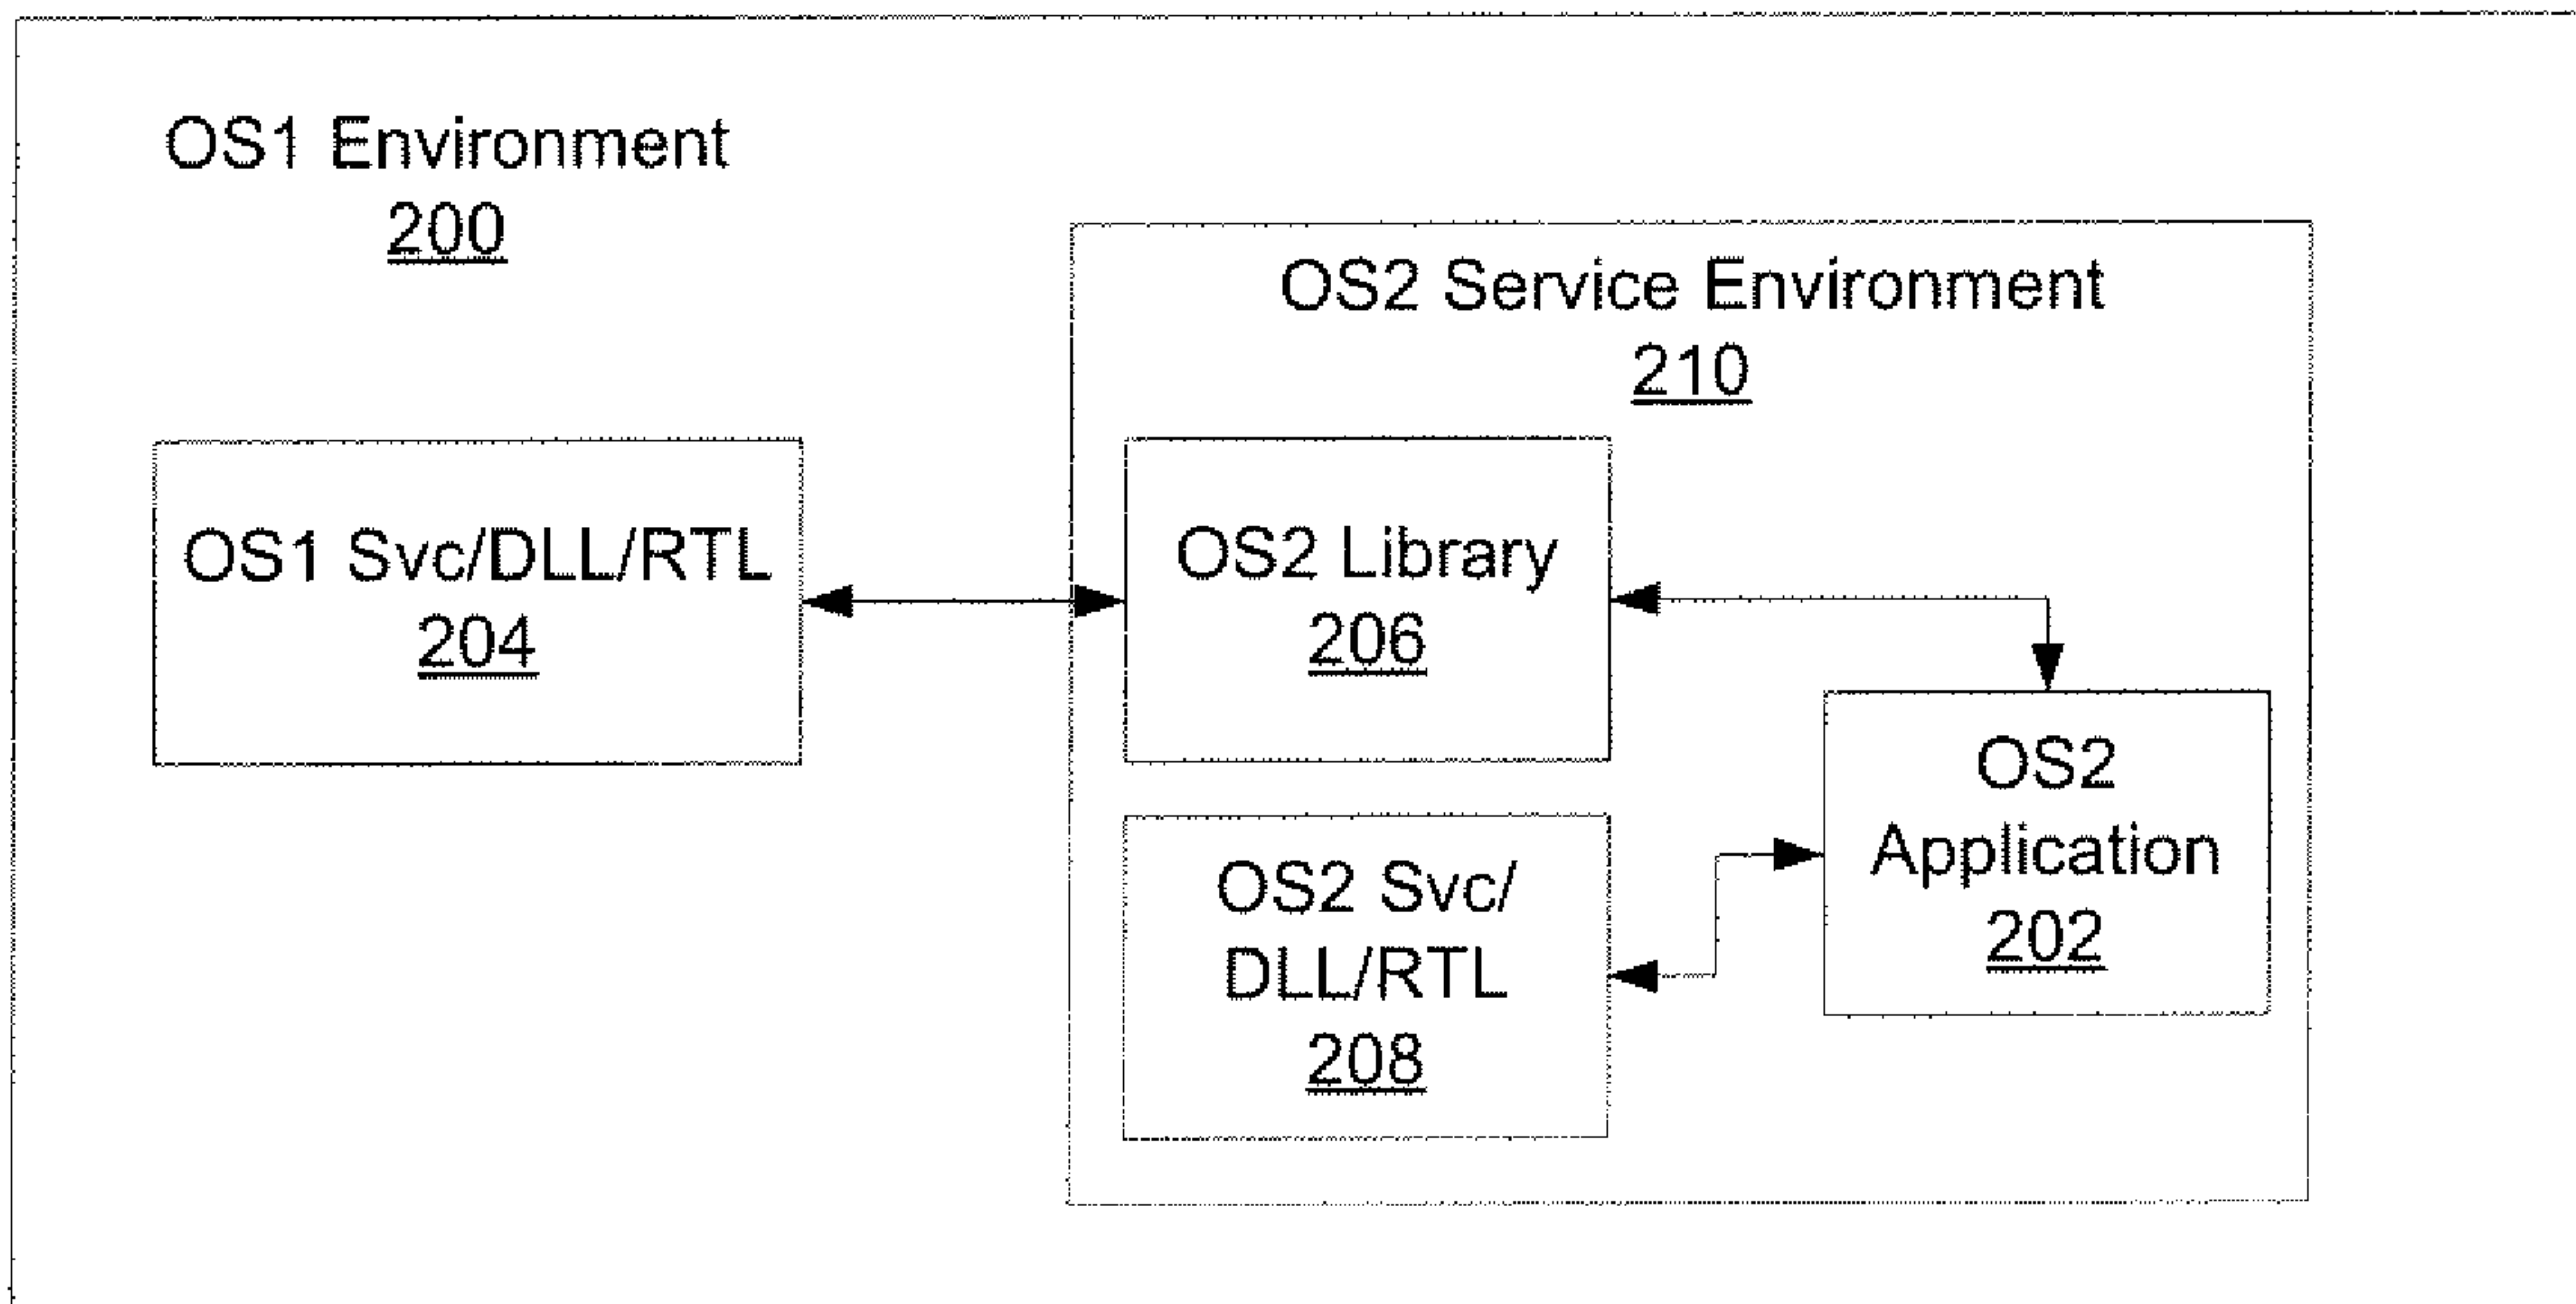 OS1 Environment
200
OS2 Service Environment
210
OS1 Svc/DLL/RTL
204
OS2 Library
206
OS2 Svc/
DLL/RTL
208
OS2
Application
202